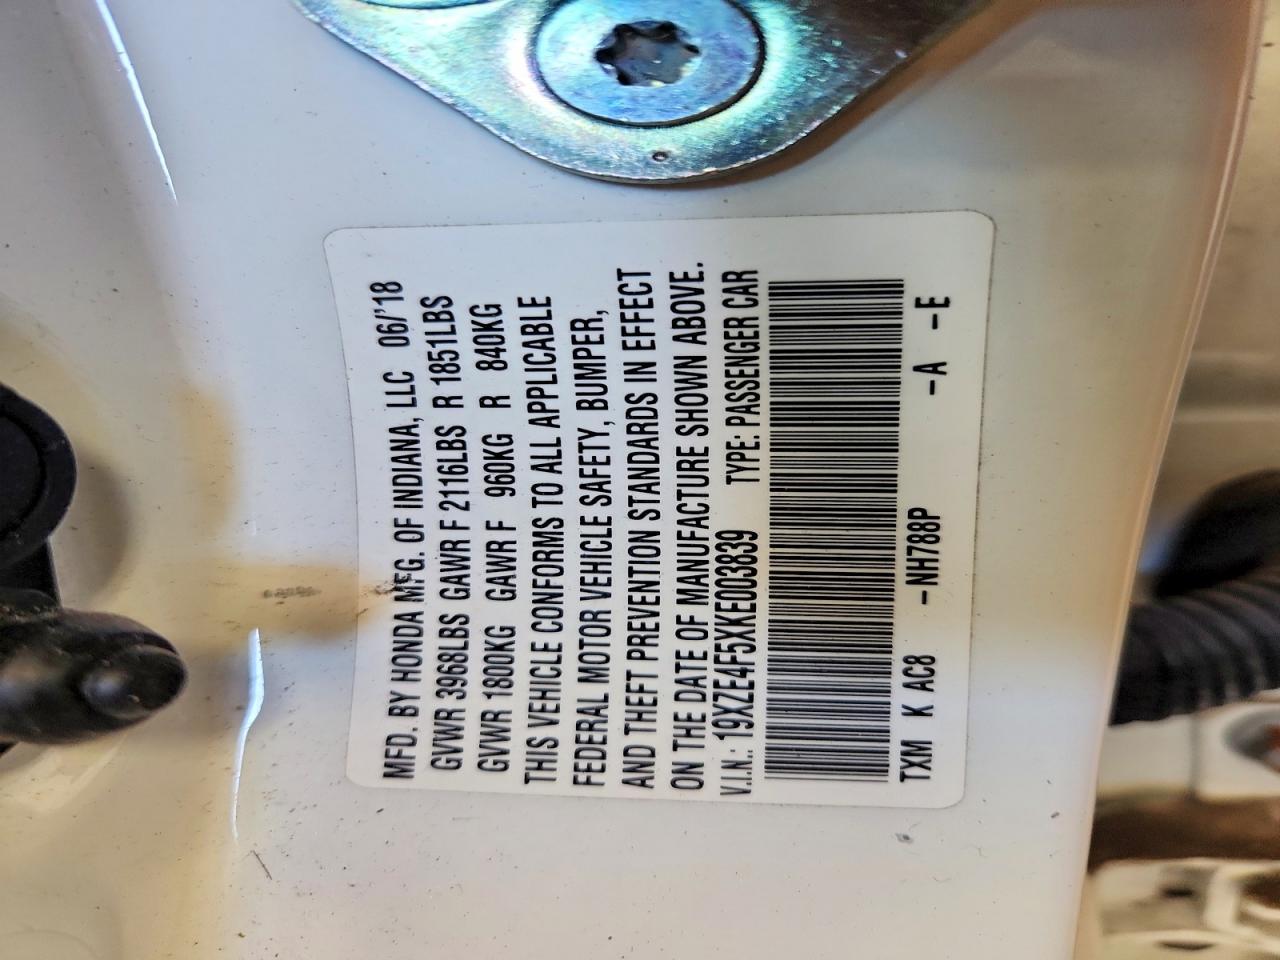 MFD. BY HONDA MFG. OF INDIANA, LLC 06/'18
GVWR 3968LBS GAWR F 2116LBS R 1851LBS
GVWR 1800KG GAWR F 960KG R 840KG
THIS VEHICLE CONFORMS TO ALL APPLICABLE
FEDERAL MOTOR VEHICLE SAFETY, BUMPER,
AND THEFT PREVENTION STANDARDS IN EFFECT
ON THE DATE OF MANUFACTURE SHOWN ABOVE.
V.I.N.: 19XZE4F5XKE003839 TYPE: PASSENGER CAR
TXM K AC8 -NH788P -A -E